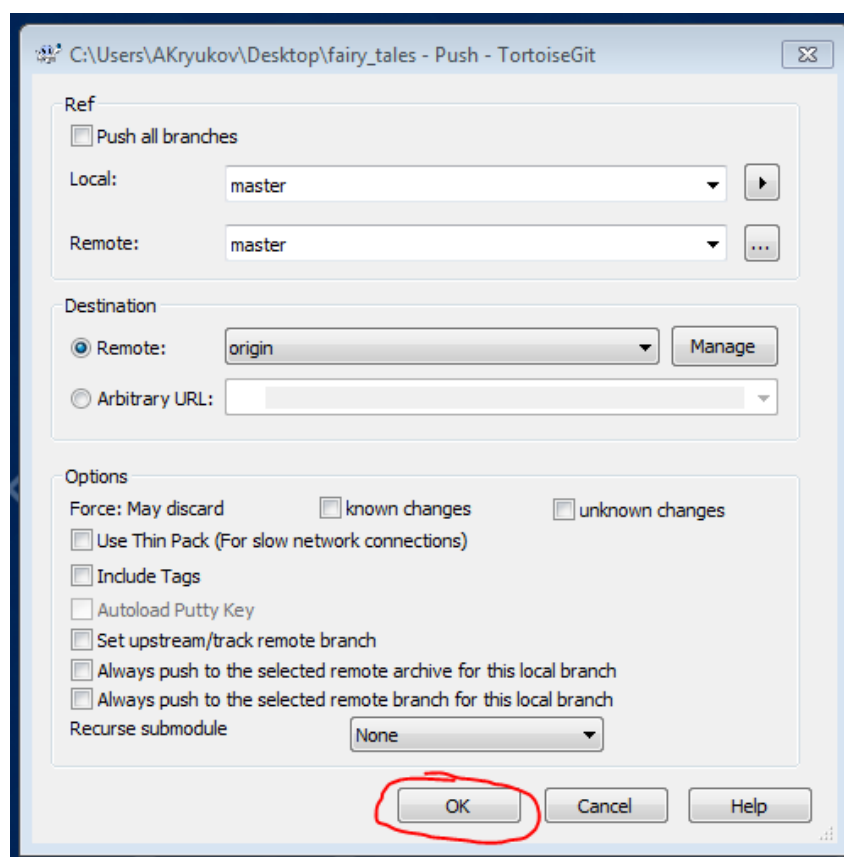 C:\Users\AKryukov\Desktop\fairy_tales - Push - TortoiseGit
Ref
Push all branches
Local: master
Remote: master ...
Destination
Remote: origin Manage
Arbitrary URL:
Options
Force: May discard known changes unknown changes
Use Thin Pack (For slow network connections)
Include Tags
Autoload Putty Key
Set upstream/track remote branch
Always push to the selected remote archive for this local branch
Always push to the selected remote branch for this local branch
Recurse submodule None
OK Cancel Help